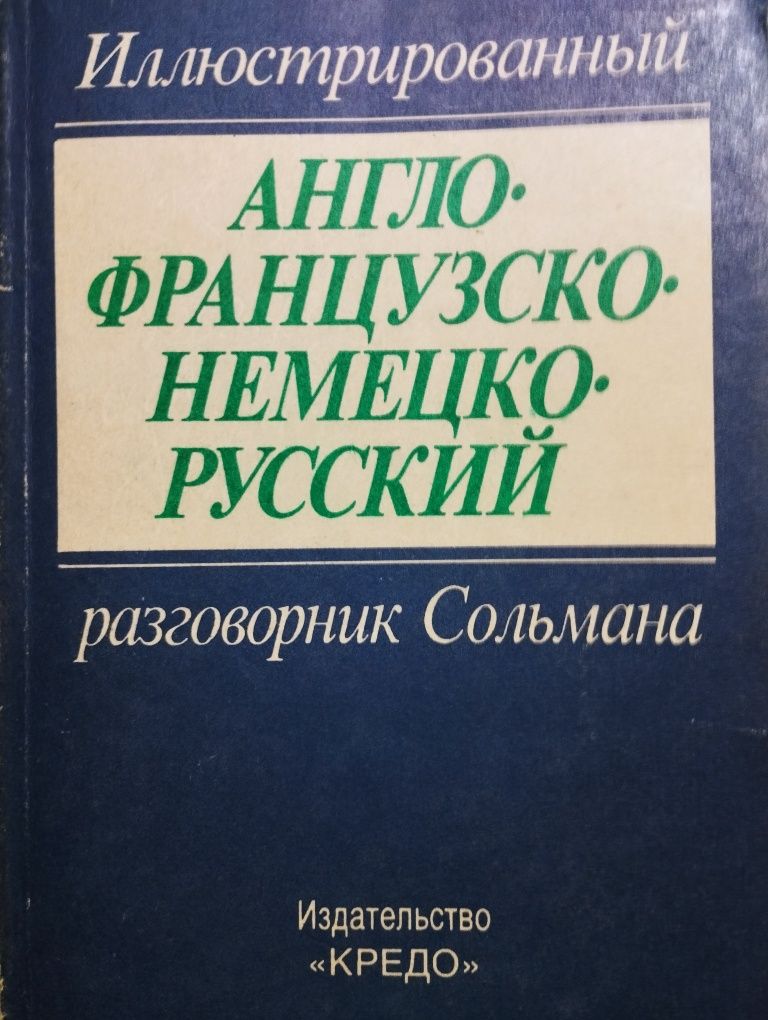 Иллюстрированный
АНГЛО-
ФРАНЦУЗСКО-
НЕМЕЦКО-
РУССКИЙ
разговорник Сольмана
Издательство
«КРЕДО»